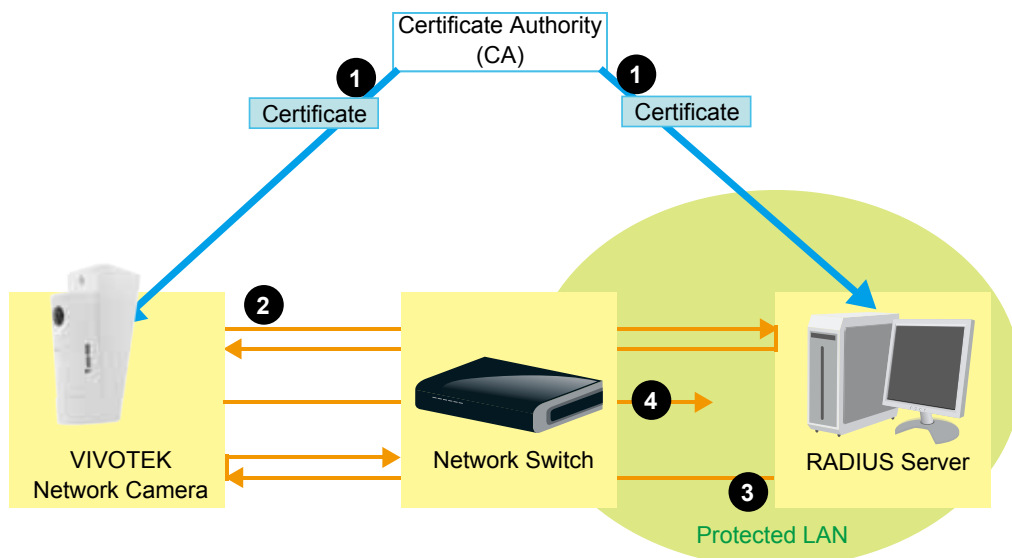 Certificate Authority
(CA)
1
1
Certificate
Certificate
2
4
VIVOTEK
Network Camera
Network Switch
RADIUS Server
3
Protected LAN